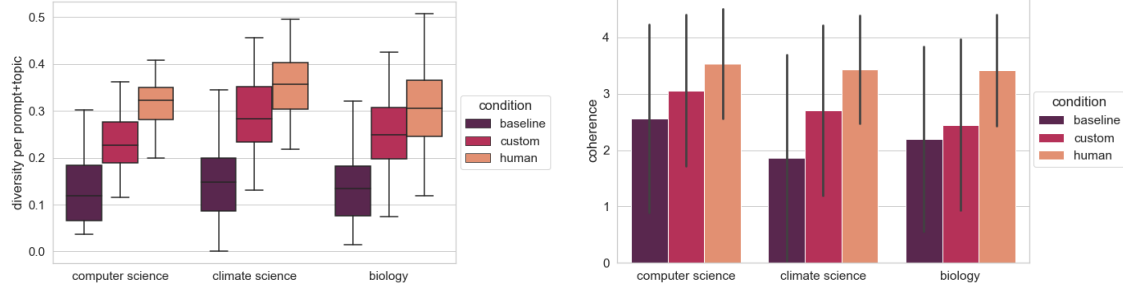 diversity per prompt+topic
0.5
0.4
0.3
0.2
0.1
0.0
computer science
climate science
biology
condition
baseline
custom
human
coherence
4
3
2
1
0
computer science
climate science
biology
condition
baseline
custom
human